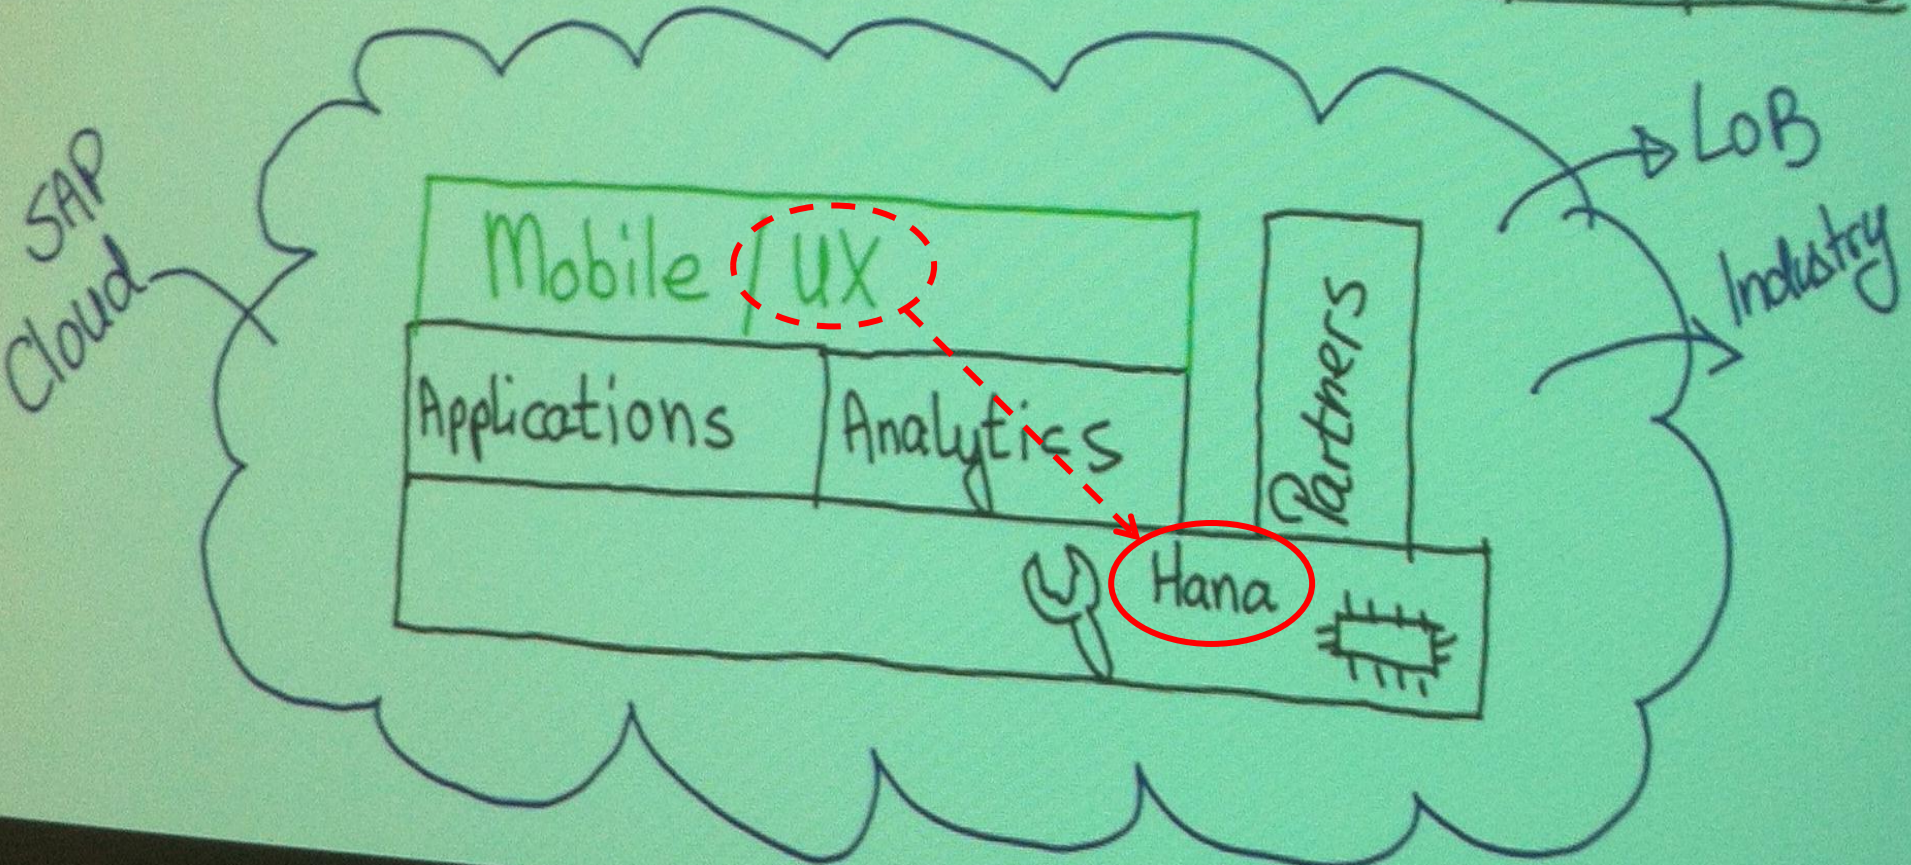 SAP
Cloud
LoB
Industry
Mobile / UX
Applications
Analytics
Partners
Hana